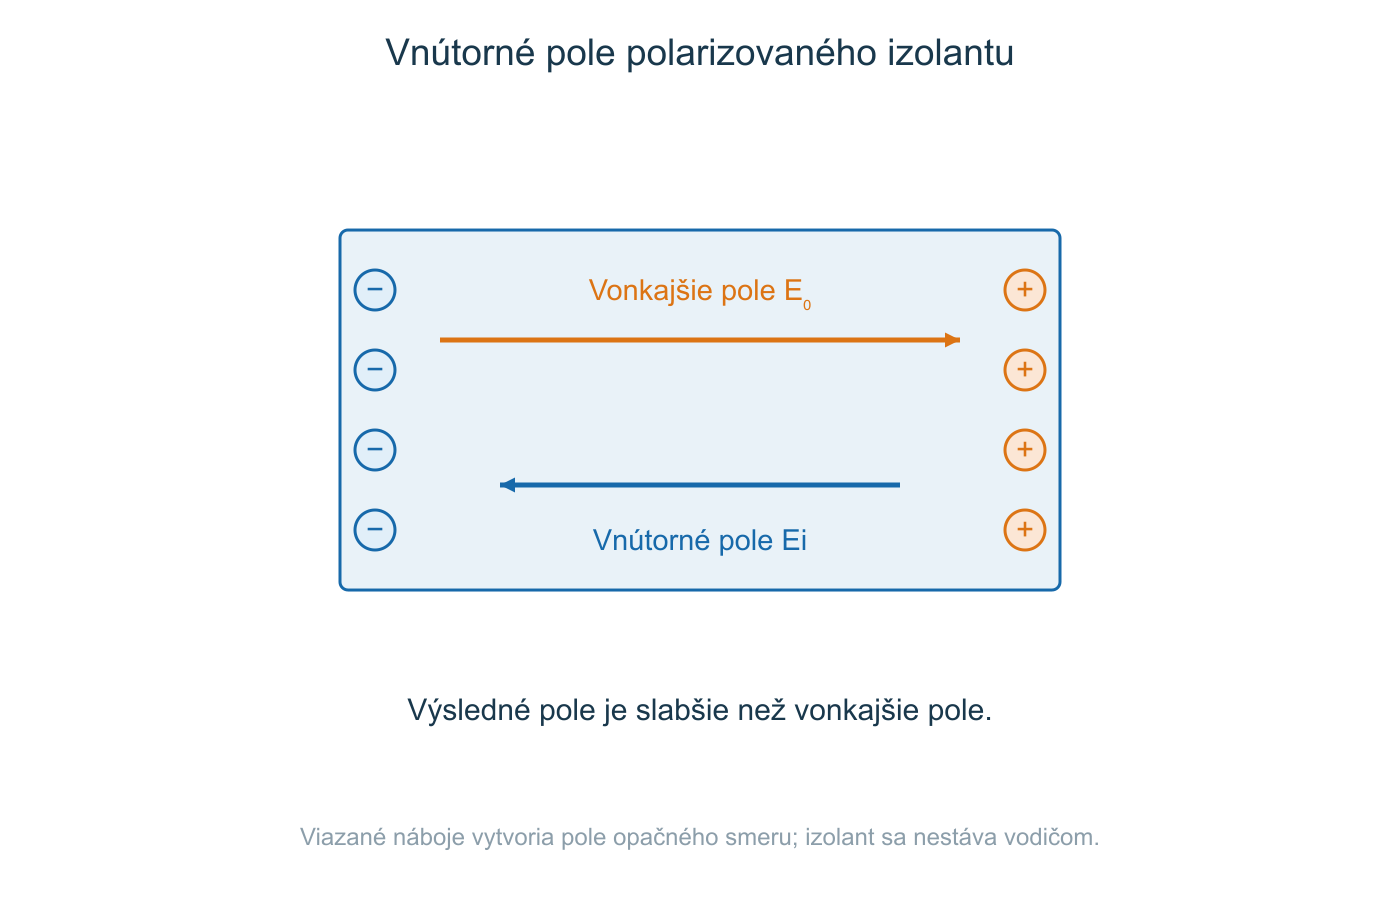 Vnútorné pole polarizovaného izolantu
− Vonkajšie pole E₀ +
− +
− +
− Vnútorné pole Ei +
Výsledné pole je slabšie než vonkajšie pole.
Viazané náboje vytvoria pole opačného smeru; izolant sa nestáva vodičom.